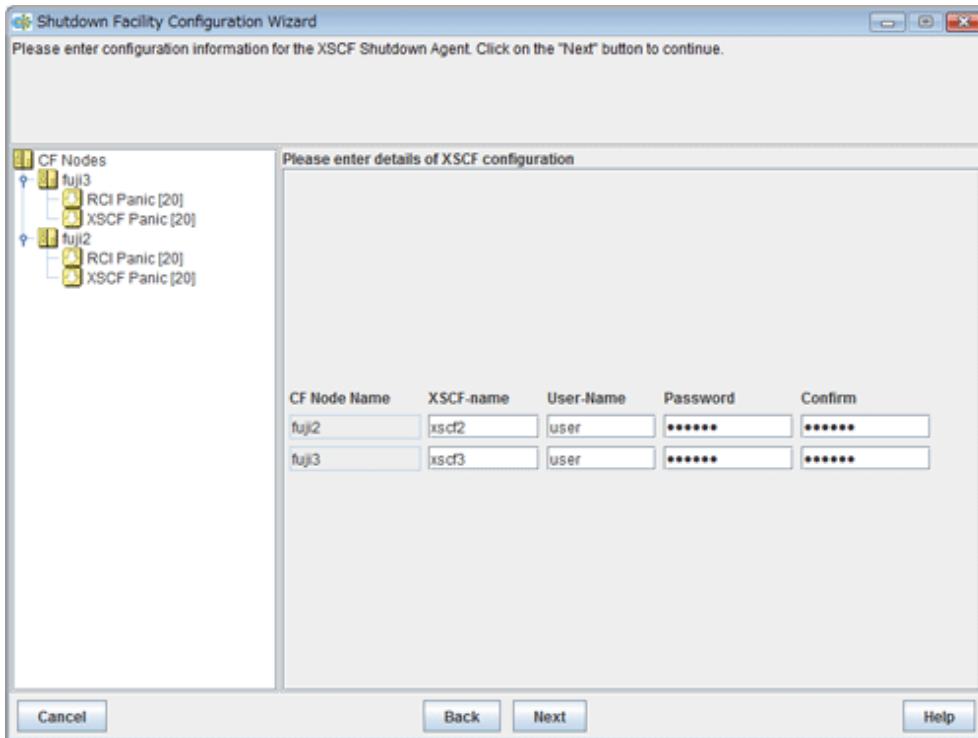 Shutdown Facility Configuration Wizard
Please enter configuration information for the XSCF Shutdown Agent. Click on the "Next" button to continue.
CF Nodes
fuji3
RCI Panic [20]
XSCF Panic [20]
fuji2
RCI Panic [20]
XSCF Panic [20]
Please enter details of XSCF configuration
CF Node Name XSCF-name User-Name Password Confirm
fuji2 xscf2 user •••••• ••••••
fuji3 xscf3 user •••••• ••••••
Cancel Back Next Help